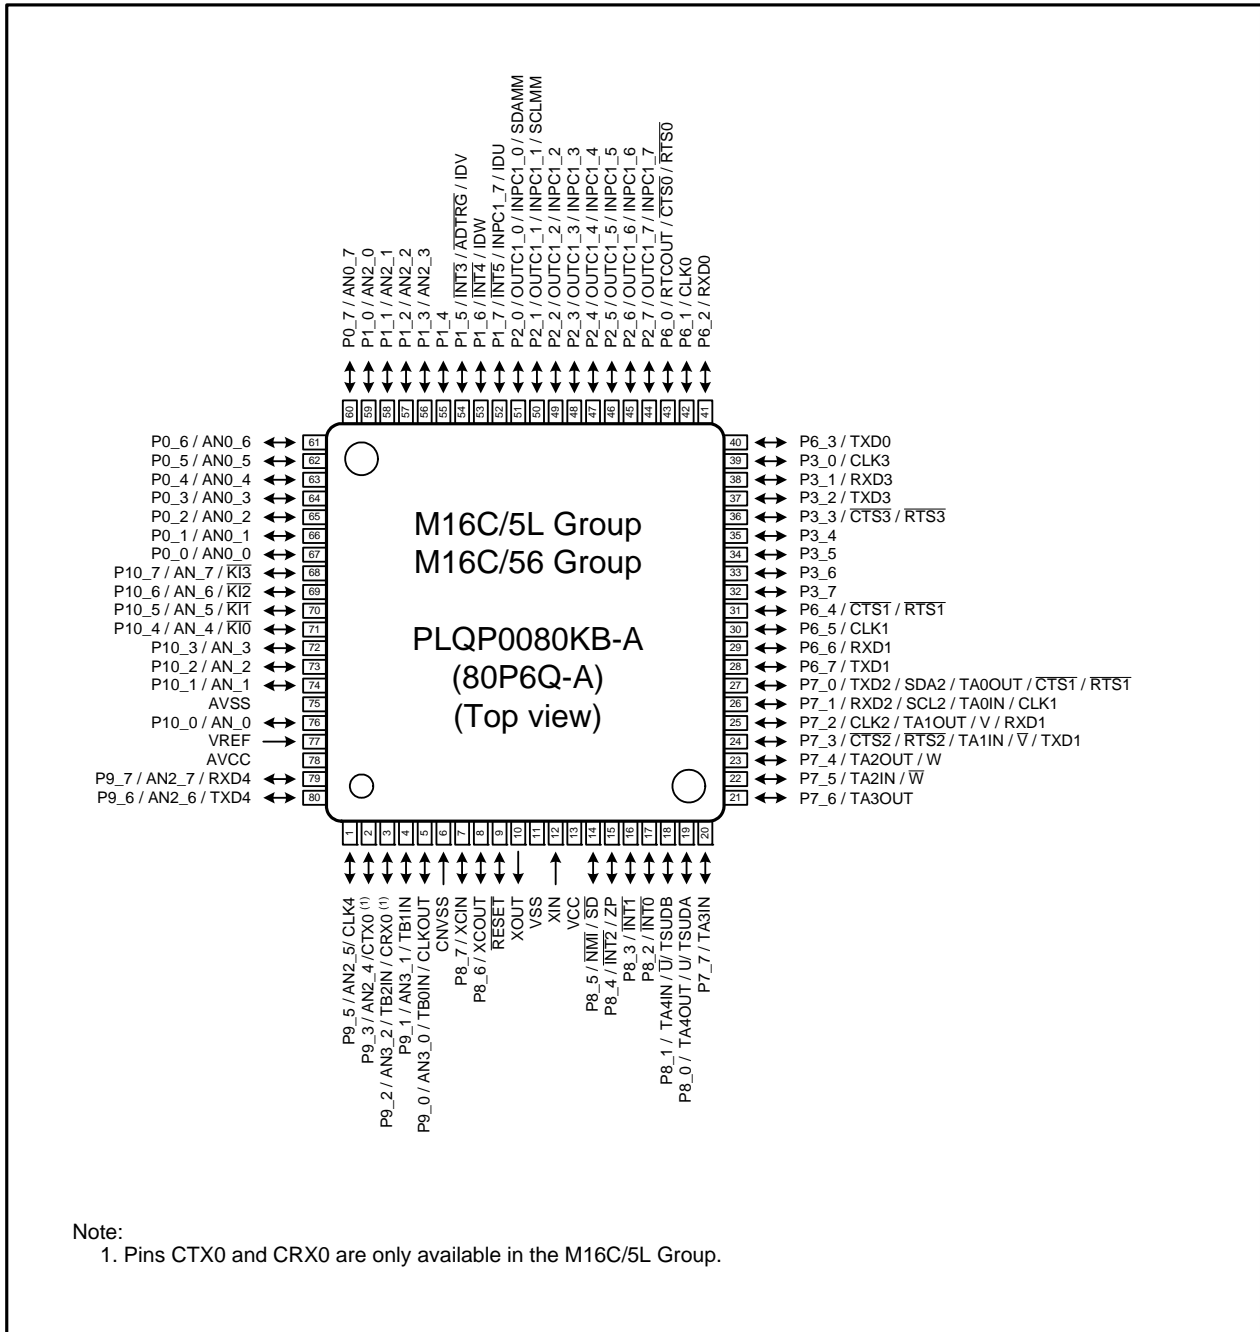 P0_7 / AN0_7
P1_0 / AN2_0
P1_1 / AN2_1
P1_2 / AN2_2
P1_3 / AN2_3
P1_4
P1_5 / INT3 / ADTRG / IDV
P1_6 / INT4 / IDW
P1_7 / INT5 / INPC1_7 / IDU
P2_0 / OUTC1_0 / INPC1_0 / SDAMM
P2_1 / OUTC1_1 / INPC1_1 / SCLMM
P2_2 / OUTC1_2 / INPC1_2
P2_3 / OUTC1_3 / INPC1_3
P2_4 / OUTC1_4 / INPC1_4
P2_5 / OUTC1_5 / INPC1_5
P2_6 / OUTC1_6 / INPC1_6
P2_7 / OUTC1_7 / INPC1_7
P6_0 / RTCOUT / CTS0 / RTS0
P6_1 / CLK0
P6_2 / RXD0
60 59 58 57 56 55 54 53 52 51 50 49 48 47 46 45 44 43 42 41
P0_6 / AN0_6 61
P0_5 / AN0_5 62
P0_4 / AN0_4 63
P0_3 / AN0_3 64
P0_2 / AN0_2 65
P0_1 / AN0_1 66
P0_0 / AN0_0 67
P10_7 / AN_7 / KI3 68
P10_6 / AN_6 / KI2 69
P10_5 / AN_5 / KI1 70
P10_4 / AN_4 / KI0 71
P10_3 / AN_3 72
P10_2 / AN_2 73
P10_1 / AN_1 74
AVSS 75
P10_0 / AN_0 76
VREF 77
AVCC 78
P9_7 / AN2_7 / RXD4 79
P9_6 / AN2_6 / TXD4 80
M16C/5L Group
M16C/56 Group
PLQP0080KB-A
(80P6Q-A)
(Top view)
40 P6_3 / TXD0
39 P3_0 / CLK3
38 P3_1 / RXD3
37 P3_2 / TXD3
36 P3_3 / CTS3 / RTS3
35 P3_4
34 P3_5
33 P3_6
32 P3_7
31 P6_4 / CTS1 / RTS1
30 P6_5 / CLK1
29 P6_6 / RXD1
28 P6_7 / TXD1
27 P7_0 / TXD2 / SDA2 / TA0OUT / CTS1 / RTS1
26 P7_1 / RXD2 / SCL2 / TA0IN / CLK1
25 P7_2 / CLK2 / TA1OUT / V / RXD1
24 P7_3 / CTS2 / RTS2 / TA1IN / V / TXD1
23 P7_4 / TA2OUT / W
22 P7_5 / TA2IN / W
21 P7_6 / TA3OUT
1 2 3 4 5 6 7 8 9 10 11 12 13 14 15 16 17 18 19 20
P9_5 / AN2_5/ CLK4
P9_3 / AN2_4 /CTX0 (1)
P9_2 / AN3_2 / TB2IN / CRX0 (1)
P9_1 / AN3_1 / TB1IN
P9_0 / AN3_0 / TB0IN / CLKOUT
CNVSS
P8_7 / XCIN
P8_6 / XCOUT
RESET
XOUT
VSS
XIN
VCC
P8_5 / NMI / SD
P8_4 / INT2 / ZP
P8_3 / INT1
P8_2 / INT0
P8_1 / TA4IN / U/ TSUDB
P8_0 / TA4OUT / U/ TSUDA
P7_7 / TA3IN
Note:
1. Pins CTX0 and CRX0 are only available in the M16C/5L Group.